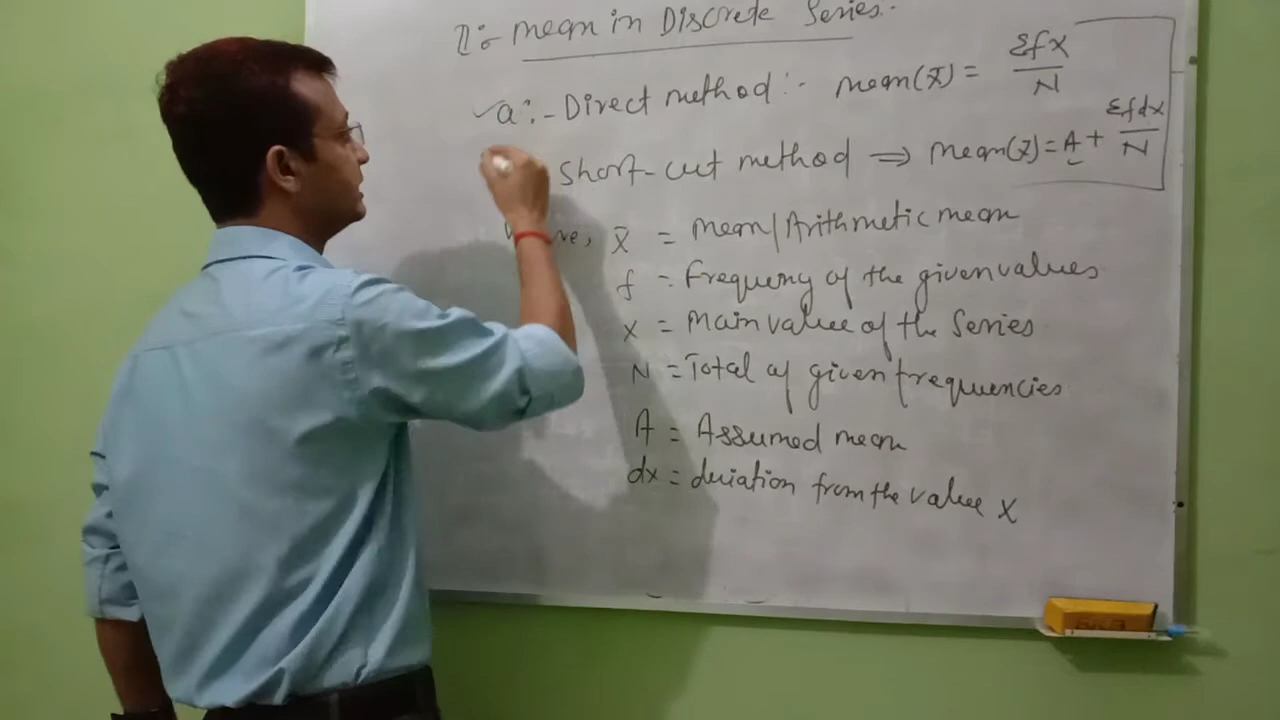 II:- Mean in Discrete Series:-
✓a:- Direct method:- Mean(x̄) = Σfx/N
Short-cut method ⇒ Mean(x̄) = A + Σfdx/N
x̄ = Mean/Arithmetic mean
f = Frequency of the given values
x = Main value of the Series
N = Total of given frequencies
A = Assumed mean
dx = deviation from the value x